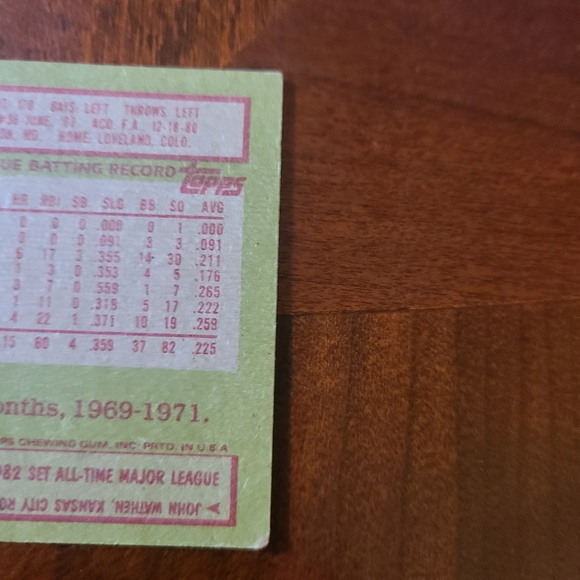 BATS: LEFT THROWS: LEFT
JUNE, '67 ACQ: F.A., 12-18-80
HOME: LOVELAND, COLO.
UE BATTING RECORD Topps
HR RBI SB SLG BB SO AVG
0 0 0 .000 0 1 .000
0 0 0 .091 3 3 .091
6 17 3 .355 14 30 .211
1 3 0 .353 4 5 .176
3 7 0 .559 1 7 .265
1 11 0 .319 5 17 .222
4 22 1 .371 10 19 .259
15 60 4 .359 37 82 .225
onths, 1969-1971.
PS CHEWING GUM, INC. PRTD. IN U.S.A.
982 SET ALL-TIME MAJOR LEAGUE
JOHN WATHAN, KANSAS CITY RO